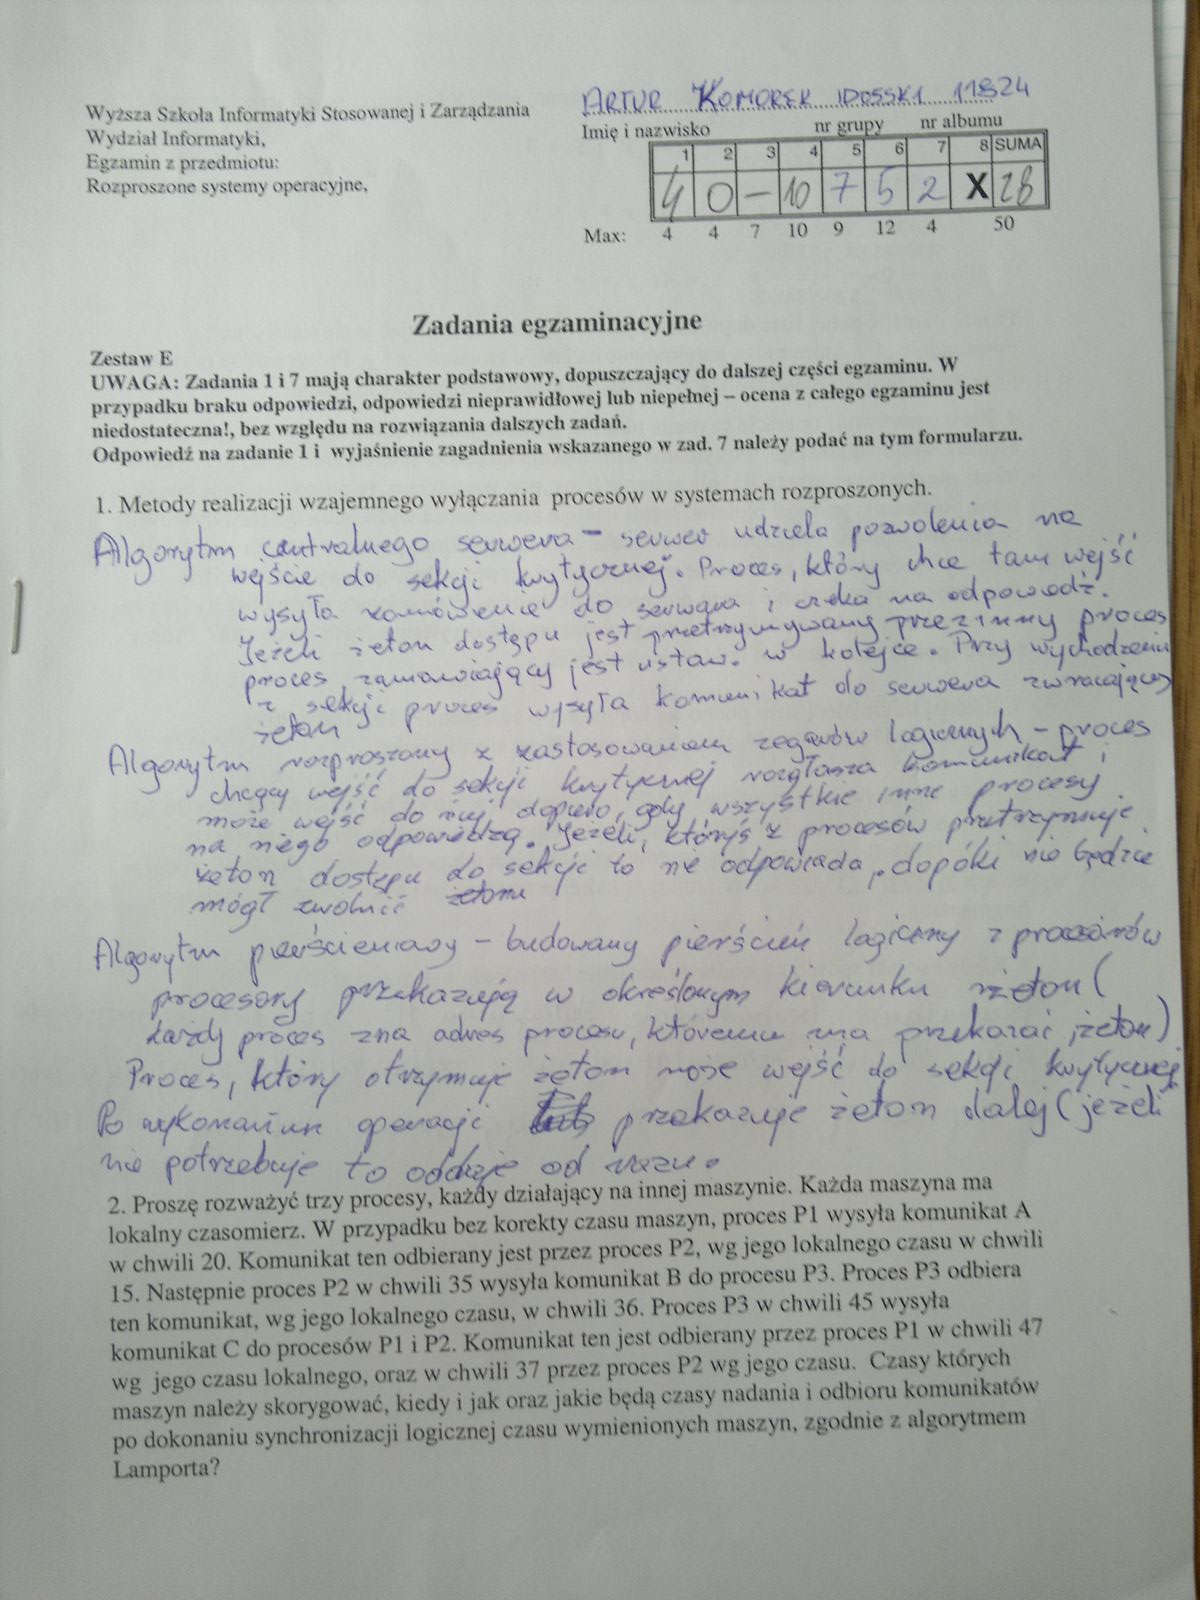 Wyższa Szkoła Informatyki Stosowanej i Zarządzania
Wydział Informatyki,
Egzamin z przedmiotu:
Rozproszone systemy operacyjne,
ARTUR KOMOREK 11824
Imię i nazwisko nr grupy nr albumu
1 2 3 4 5 6 7 8 SUMA
4 0 – 10 7 5 2 X 28
Max: 4 4 7 10 9 12 4 50
Zadania egzaminacyjne
Zestaw E
UWAGA: Zadania 1 i 7 mają charakter podstawowy, dopuszczający do dalszej części egzaminu. W
przypadku braku odpowiedzi, odpowiedzi nieprawidłowej lub niepełnej – ocena z całego egzaminu jest
niedostateczna!, bez względu na rozwiązania dalszych zadań.
Odpowiedź na zadanie 1 i wyjaśnienie zagadnienia wskazanego w zad. 7 należy podać na tym formularzu.
1. Metody realizacji wzajemnego wyłączania procesów w systemach rozproszonych.
Algorytm centralnego serwera – serwer udziela pozwolenia na
wejście do sekcji krytycznej. Proces, który chce tam wejść
wysyła zamówienie do serwera i czeka na odpowiedź.
Jeżeli żeton dostępu jest przetrzymywany przez inny proces
proces zamawiający jest ustaw. w kolejce. Przy wychodzeniu
z sekcji proces wysyła komunikat do serwera zwracający
żeton
Algorytm rozproszony z zastosowaniem zegarów logicznych – proces
chcący wejść do sekcji krytycznej rozgłasza komunikat i
może wejść do niej dopiero, gdy wszystkie inne procesy
na niego odpowiedzą. Jeżeli, któryś z procesów przetrzymuje
żeton dostępu do sekcji to nie odpowiada, dopóki nie będzie
mógł zwolnić żetonu
Algorytm pierścieniowy – budowany pierścień logiczny z procesorów
procesory przekazują w określonym kierunku żeton (
każdy proces zna adres procesu, któremu ma przekazać żeton)
Proces, który otrzymuje żeton może wejść do sekcji krytycznej
Po wykonaniu operacji przekazuje żeton dalej (jeżeli
nie potrzebuje to oddaje od razu.
2. Proszę rozważyć trzy procesy, każdy działający na innej maszynie. Każda maszyna ma
lokalny czasomierz. W przypadku bez korekty czasu maszyn, proces P1 wysyła komunikat A
w chwili 20. Komunikat ten odbierany jest przez proces P2, wg jego lokalnego czasu w chwili
15. Następnie proces P2 w chwili 35 wysyła komunikat B do procesu P3. Proces P3 odbiera
ten komunikat, wg jego lokalnego czasu, w chwili 36. Proces P3 w chwili 45 wysyła
komunikat C do procesów P1 i P2. Komunikat ten jest odbierany przez proces P1 w chwili 47
wg jego czasu lokalnego, oraz w chwili 37 przez proces P2 wg jego czasu. Czasy których
maszyn należy skorygować, kiedy i jak oraz jakie będą czasy nadania i odbioru komunikatów
po dokonaniu synchronizacji logicznej czasu wymienionych maszyn, zgodnie z algorytmem
Lamporta?